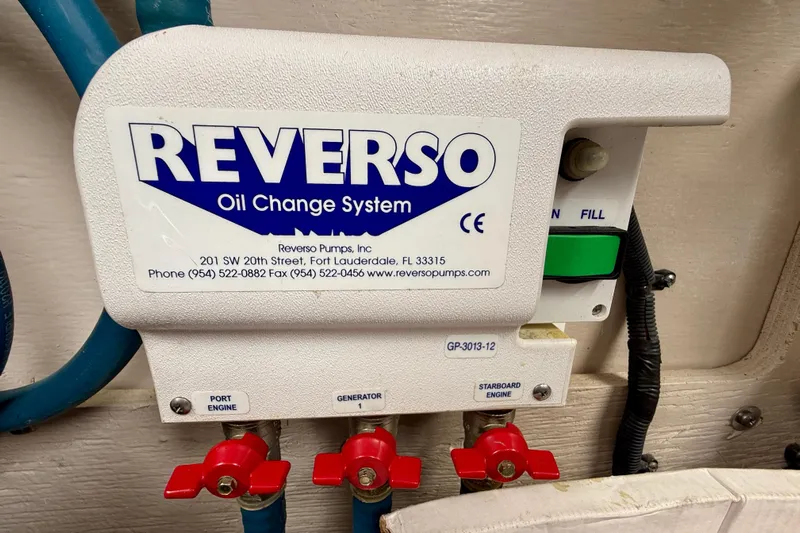 REVERSO
Oil Change System
CE
Reverso Pumps, Inc
201 SW 20th Street, Fort Lauderdale, FL 33315
Phone (954) 522-0882 Fax (954) 522-0456 www.reversopumps.com
N FILL
GP-3013-12
PORT
ENGINE
GENERATOR
1
STARBOARD
ENGINE